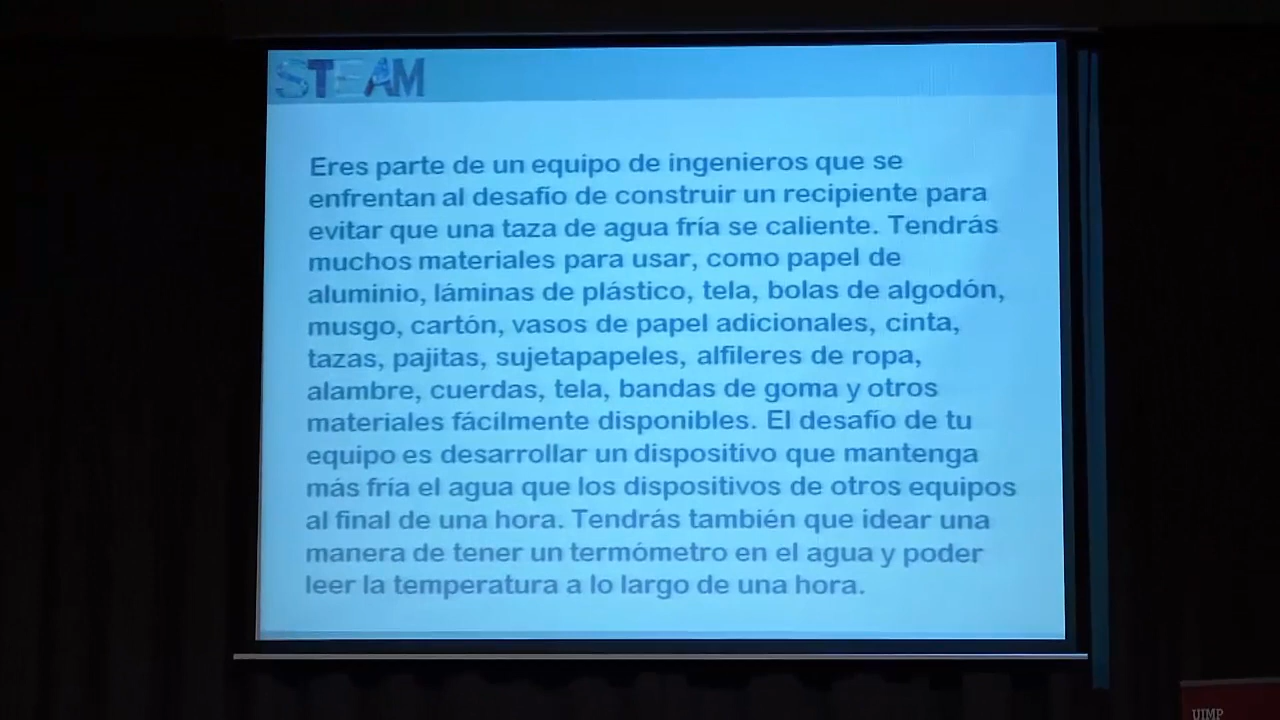 STEAM
Eres parte de un equipo de ingenieros que se
enfrentan al desafío de construir un recipiente para
evitar que una taza de agua fría se caliente. Tendrás
muchos materiales para usar, como papel de
aluminio, láminas de plástico, tela, bolas de algodón,
musgo, cartón, vasos de papel adicionales, cinta,
tazas, pajitas, sujetapapeles, alfileres de ropa,
alambre, cuerdas, tela, bandas de goma y otros
materiales fácilmente disponibles. El desafío de tu
equipo es desarrollar un dispositivo que mantenga
más fría el agua que los dispositivos de otros equipos
al final de una hora. Tendrás también que idear una
manera de tener un termómetro en el agua y poder
leer la temperatura a lo largo de una hora.
UIMP